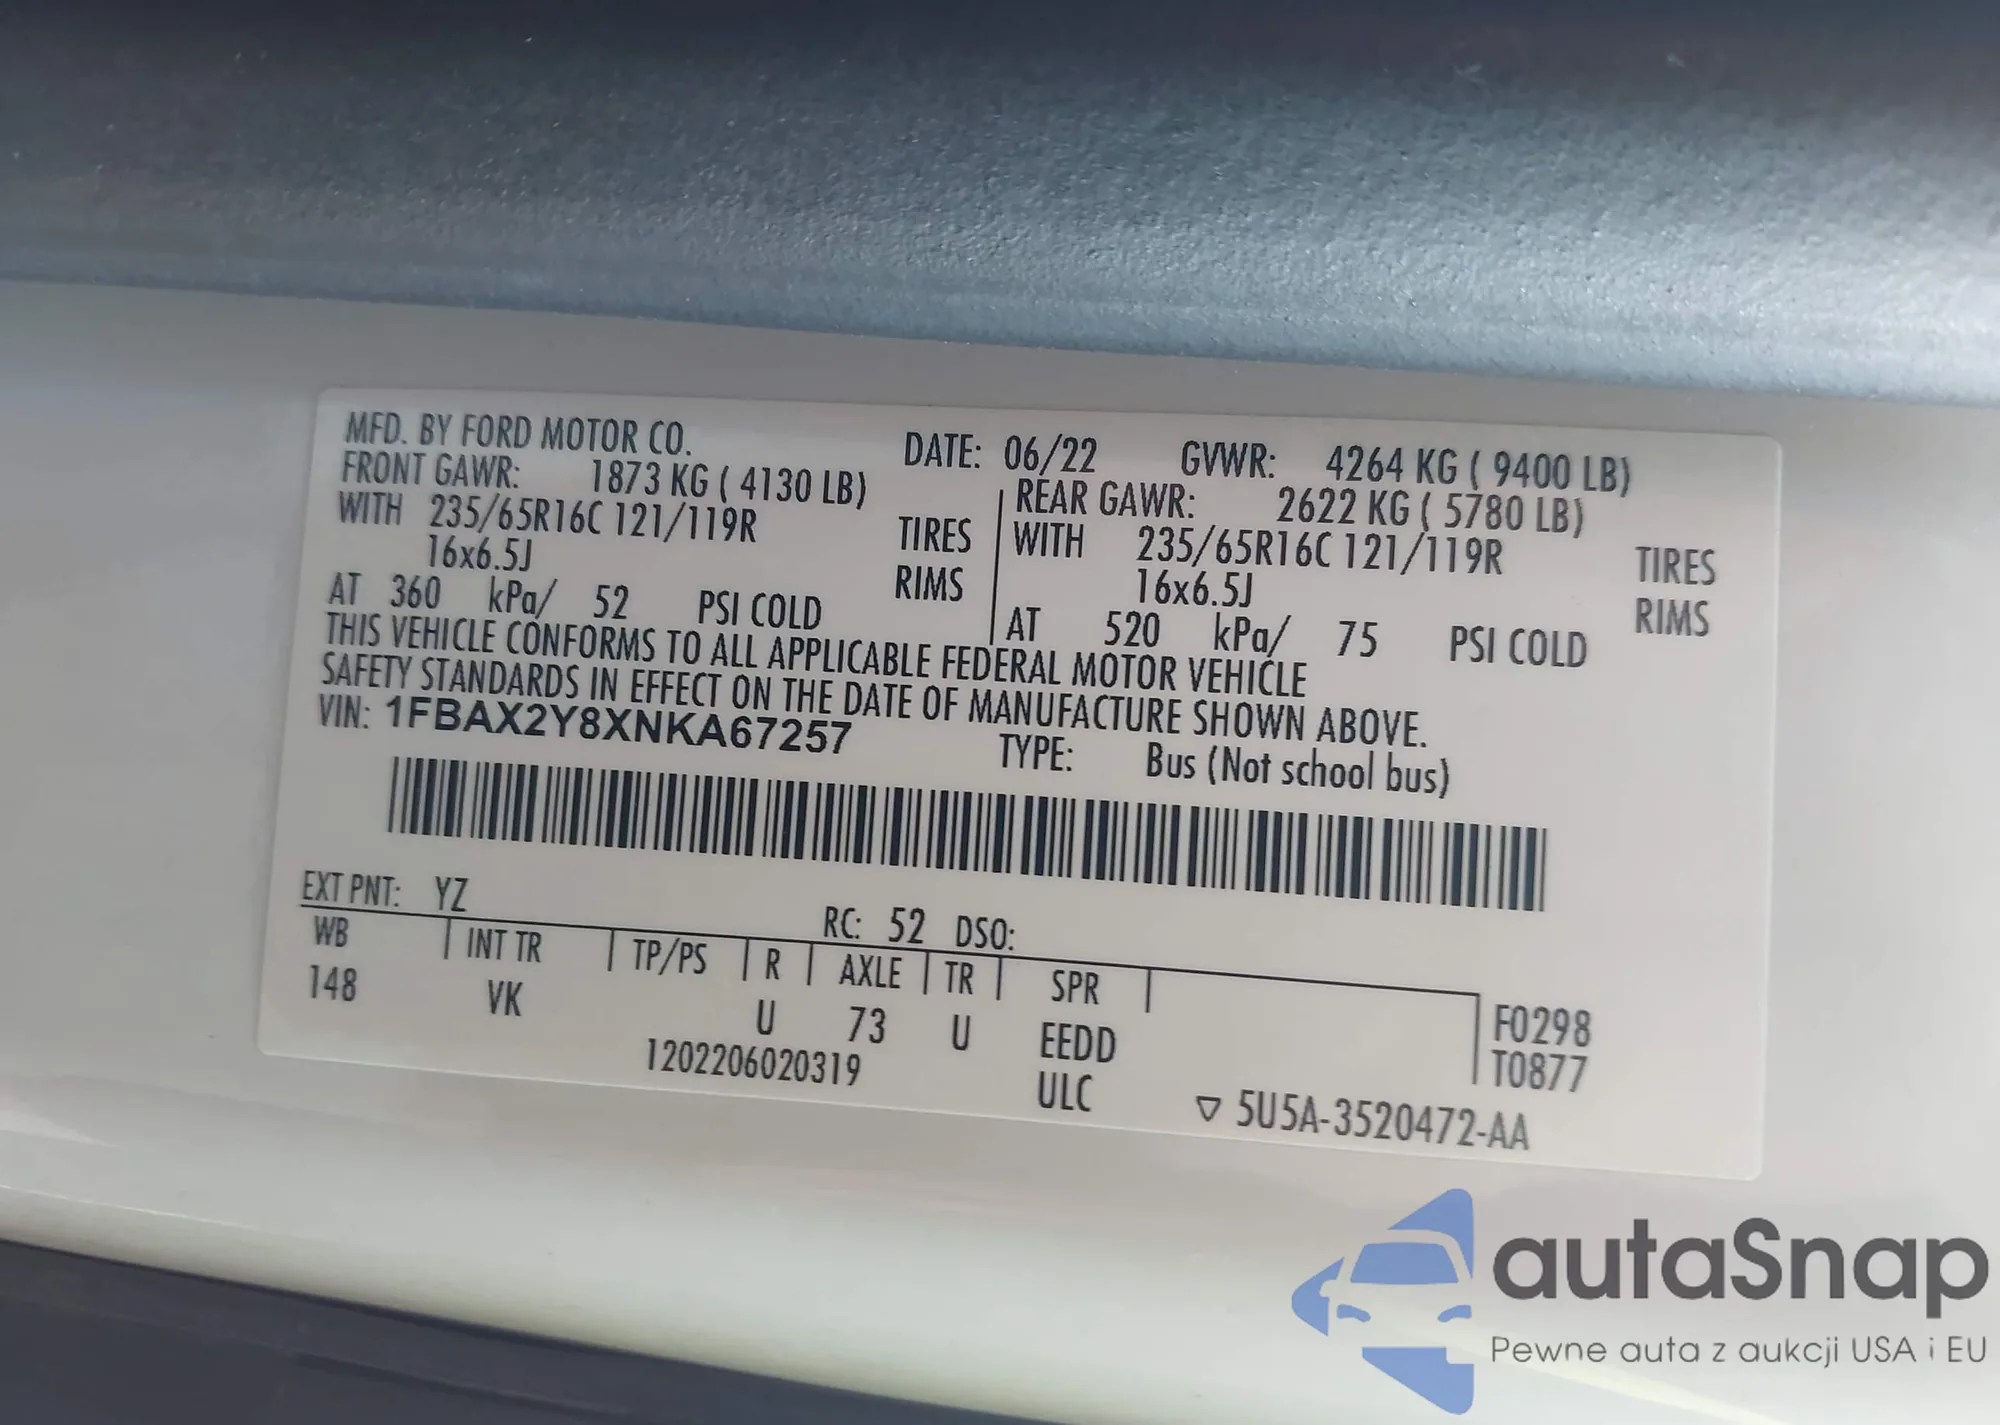 MFD. BY FORD MOTOR CO. DATE: 06/22 GVWR: 4264 KG ( 9400 LB)
FRONT GAWR: 1873 KG ( 4130 LB) REAR GAWR: 2622 KG ( 5780 LB)
WITH 235/65R16C 121/119R TIRES WITH 235/65R16C 121/119R TIRES
16x6.5J RIMS 16x6.5J RIMS
AT 360 kPa/ 52 PSI COLD AT 520 kPa/ 75 PSI COLD
THIS VEHICLE CONFORMS TO ALL APPLICABLE FEDERAL MOTOR VEHICLE
SAFETY STANDARDS IN EFFECT ON THE DATE OF MANUFACTURE SHOWN ABOVE.
VIN: 1FBAX2Y8XNKA67257 TYPE: Bus (Not school bus)
EXT PNT: YZ RC: 52 DSO:
WB INT TR TP/PS R AXLE TR SPR
148 VK U 73 U EEDD F0298
1202206020319 ULC T0877
▽ 5U5A-3520472-AA
autaSnap
Pewne auta z aukcji USA i EU